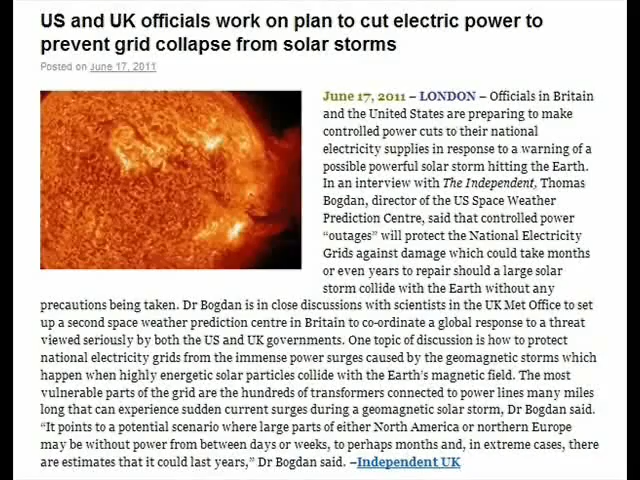 US and UK officials work on plan to cut electric power to
prevent grid collapse from solar storms
Posted on June 17, 2011
June 17, 2011 – LONDON – Officials in Britain
and the United States are preparing to make
controlled power cuts to their national
electricity supplies in response to a warning of a
possible powerful solar storm hitting the Earth.
In an interview with The Independent, Thomas
Bogdan, director of the US Space Weather
Prediction Centre, said that controlled power
“outages” will protect the National Electricity
Grids against damage which could take months
or even years to repair should a large solar
storm collide with the Earth without any
precautions being taken. Dr Bogdan is in close discussions with scientists in the UK Met Office to set
up a second space weather prediction centre in Britain to co-ordinate a global response to a threat
viewed seriously by both the US and UK governments. One topic of discussion is how to protect
national electricity grids from the immense power surges caused by the geomagnetic storms which
happen when highly energetic solar particles collide with the Earth’s magnetic field. The most
vulnerable parts of the grid are the hundreds of transformers connected to power lines many miles
long that can experience sudden current surges during a geomagnetic solar storm, Dr Bogdan said.
“It points to a potential scenario where large parts of either North America or northern Europe
may be without power from between days or weeks, to perhaps months and, in extreme cases, there
are estimates that it could last years,” Dr Bogdan said. –Independent UK